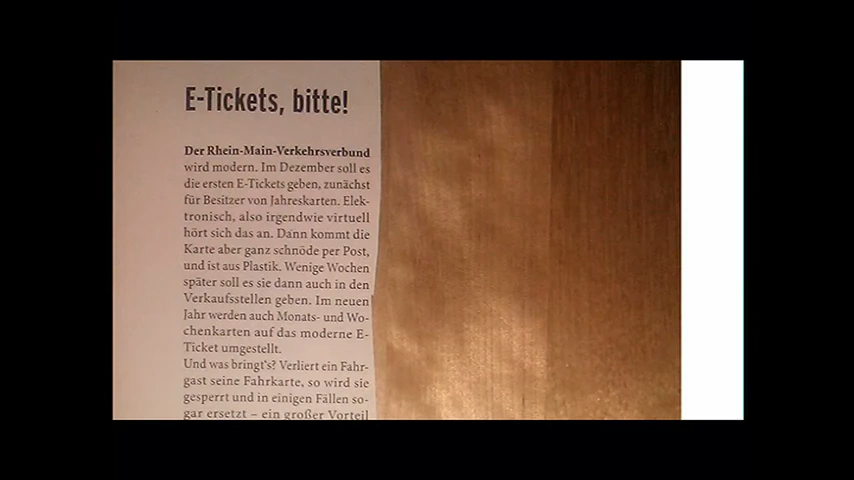 E-Tickets, bitte!
Der Rhein-Main-Verkehrsverbund
wird modern. Im Dezember soll es
die ersten E-Tickets geben, zunächst
für Besitzer von Jahreskarten. Elek-
tronisch, also irgendwie virtuell
hört sich das an. Dann kommt die
Karte aber ganz schnöde per Post,
und ist aus Plastik. Wenige Wochen
später soll es sie dann auch in den
Verkaufsstellen geben. Im neuen
Jahr werden auch Monats- und Wo-
chenkarten auf das moderne E-
Ticket umgestellt.
Und was bringt's? Verliert ein Fahr-
gast seine Fahrkarte, so wird sie
gesperrt und in einigen Fällen so-
gar ersetzt – ein großer Vorteil